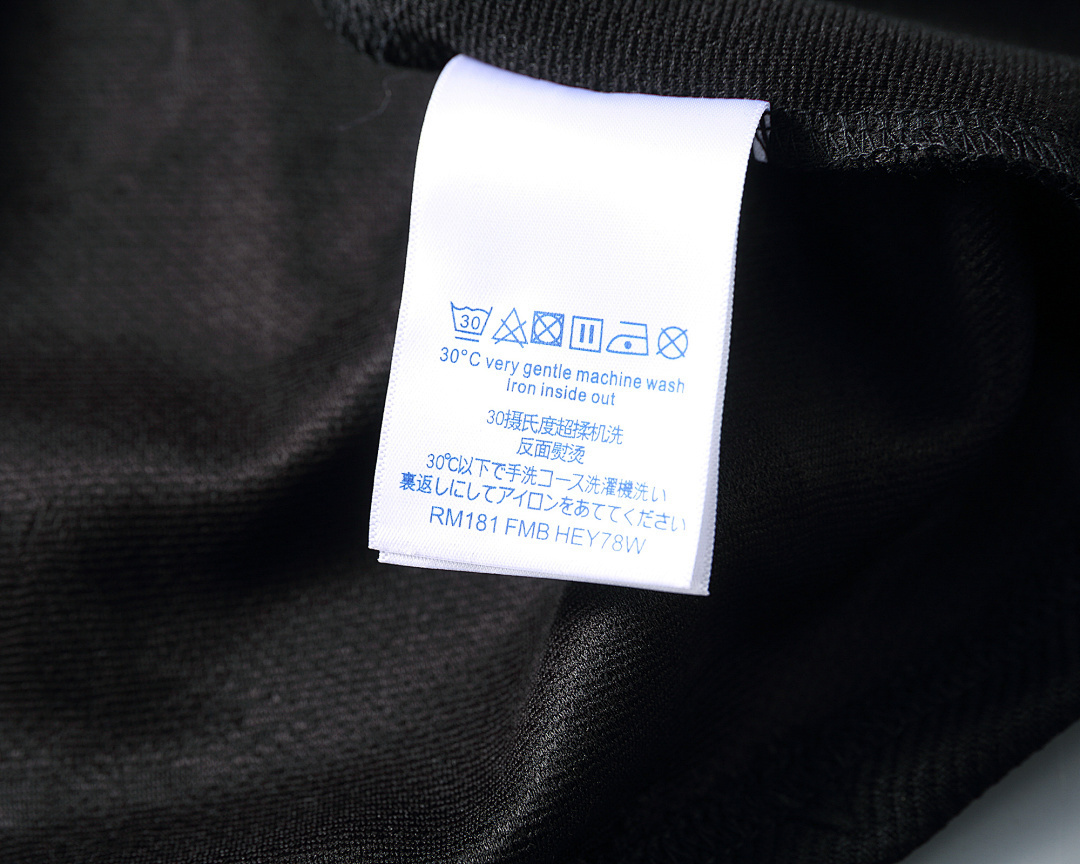 30
30°C very gentle machine wash
Iron inside out
30摄氏度超揉机洗
反面熨烫
30℃以下で手洗コース洗濯機洗い
裏返しにしてアイロンをあててください
RM181 FMB HEY78W